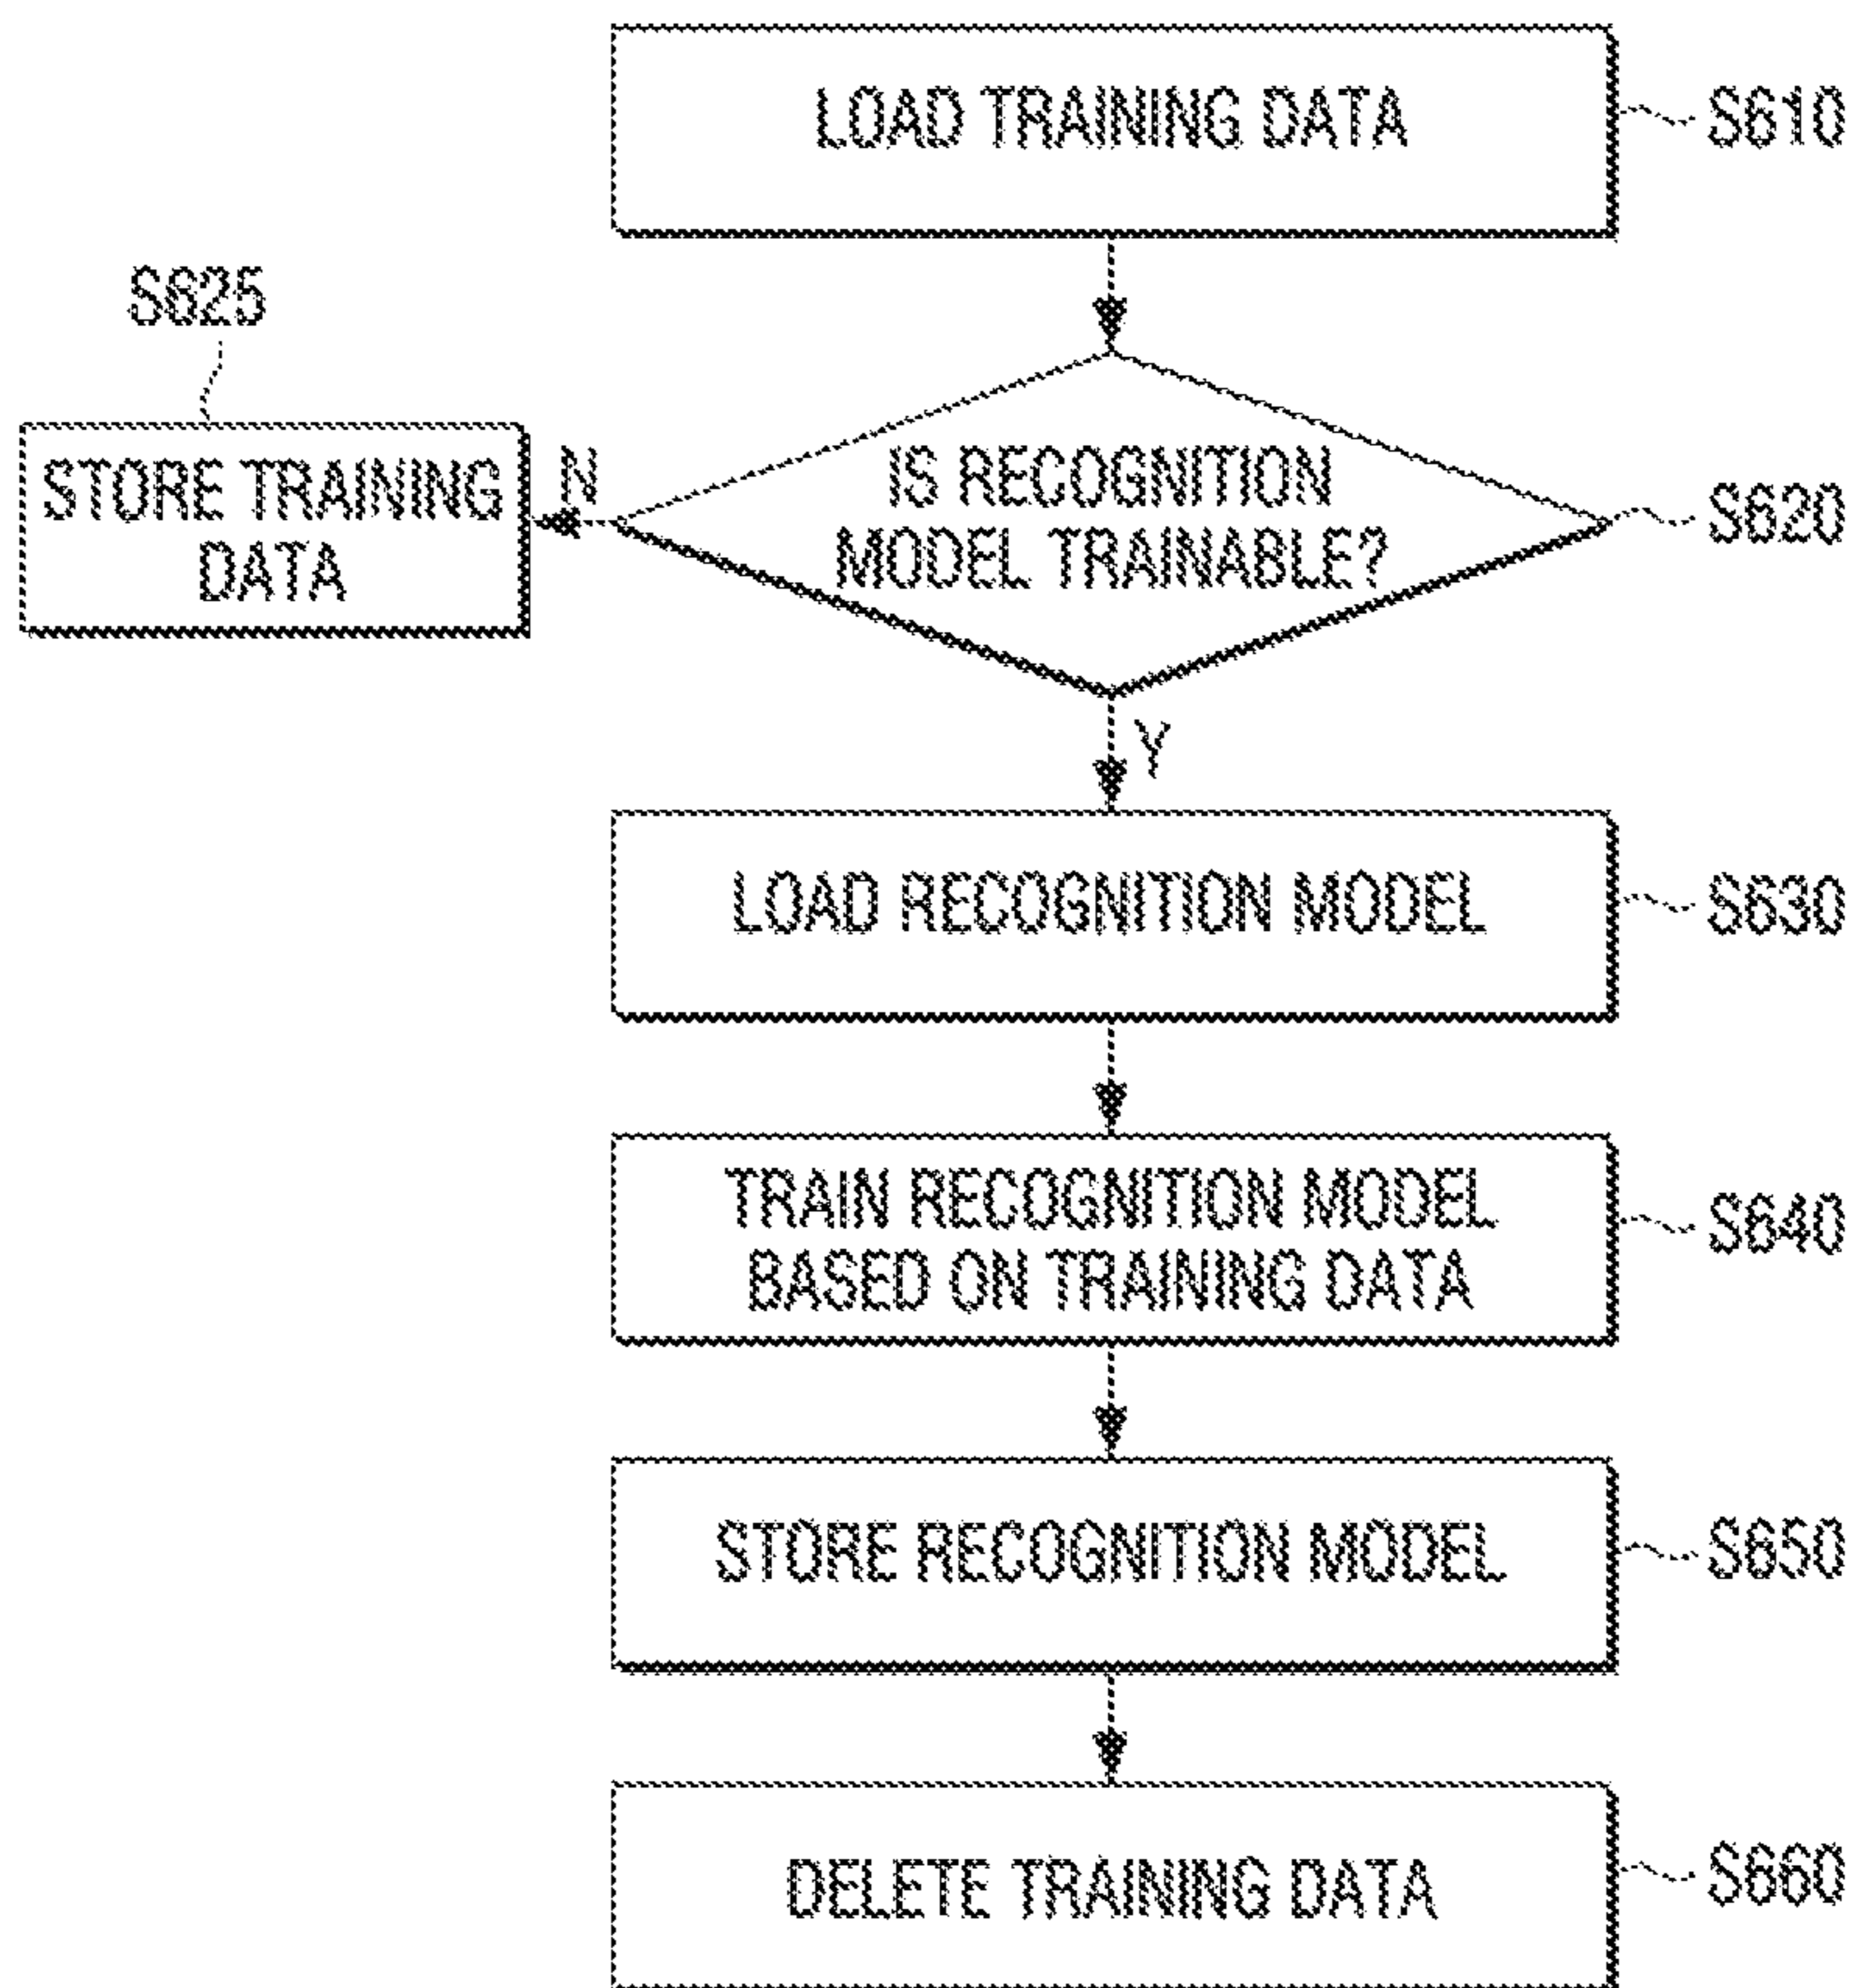 LOAD TRAINING DATA
S610
S625
STORE TRAINING
DATA
N
IS RECOGNITION
MODEL TRAINABLE?
S620
Y
LOAD RECOGNITION MODEL
S630
TRAIN RECOGNITION MODEL
BASED ON TRAINING DATA
S640
STORE RECOGNITION MODEL
S650
DELETE TRAINING DATA
S660